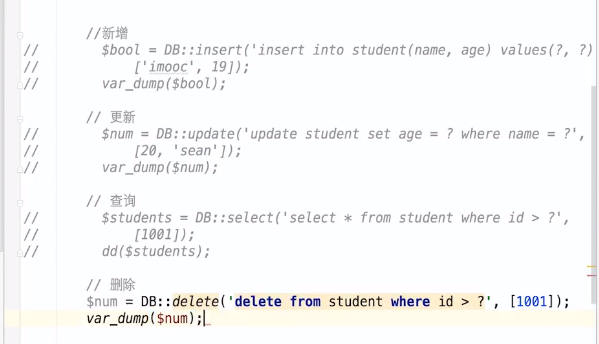 //新增
// $bool = DB::insert('insert into student(name, age) values(?, ?)
// ['imooc', 19]);
// var_dump($bool);
// 更新
// $num = DB::update('update student set age = ? where name = ?',
// [20, 'sean']);
// var_dump($num);
// 查询
// $students = DB::select('select * from student where id > ?',
// [1001]);
// dd($students);
// 删除
$num = DB::delete('delete from student where id > ?', [1001]);
var_dump($num);